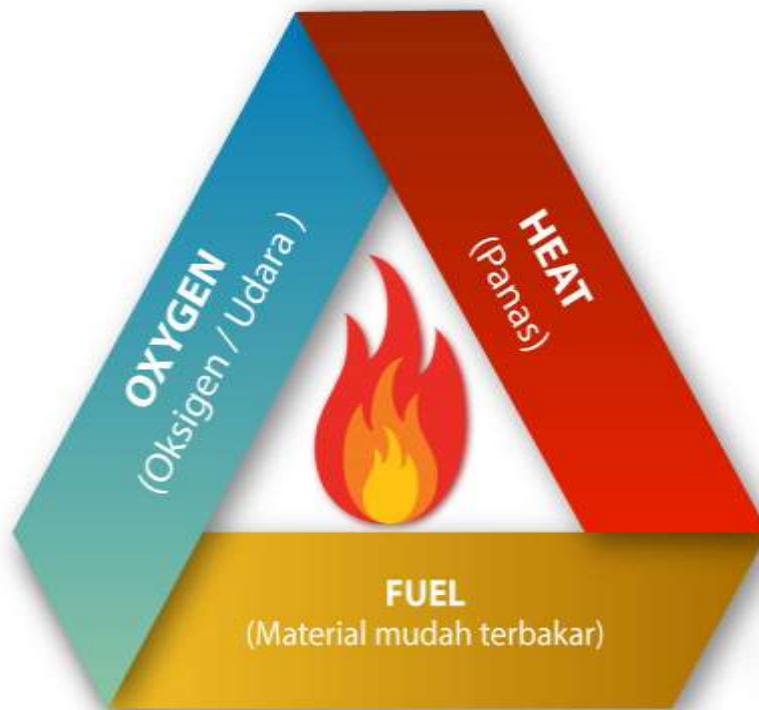 OXYGEN
(Oksigen / Udara )
HEAT
(Panas)
FUEL
(Material mudah terbakar)